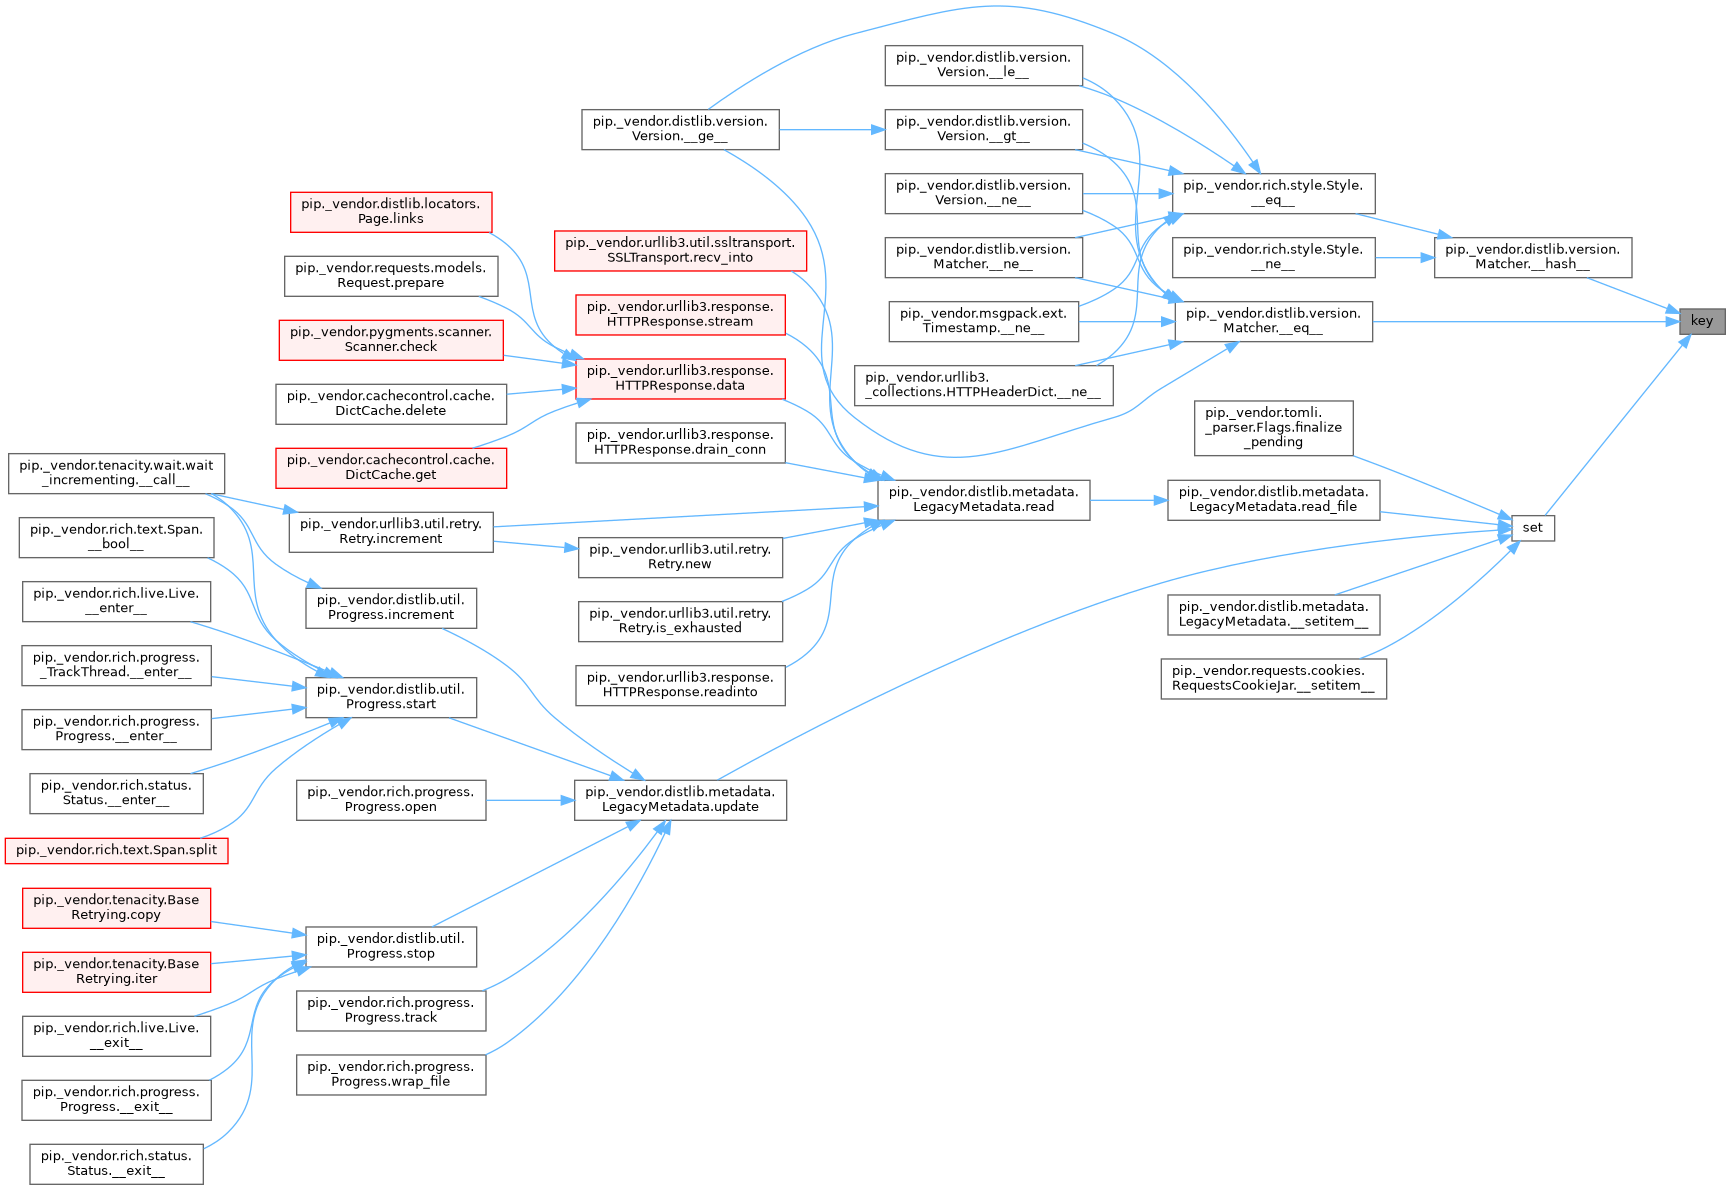 pip._vendor.distlib.version.
Version.__le__
pip._vendor.distlib.version.
Version.__ge__
pip._vendor.distlib.version.
Version.__gt__
pip._vendor.distlib.version.
Version.__ne__
pip._vendor.rich.style.Style.
__eq__
pip._vendor.distlib.locators.
Page.links
pip._vendor.urllib3.util.ssltransport.
SSLTransport.recv_into
pip._vendor.distlib.version.
Matcher.__ne__
pip._vendor.rich.style.Style.
__ne__
pip._vendor.distlib.version.
Matcher.__hash__
pip._vendor.requests.models.
Request.prepare
pip._vendor.urllib3.response.
HTTPResponse.stream
pip._vendor.msgpack.ext.
Timestamp.__ne__
pip._vendor.distlib.version.
Matcher.__eq__
key
pip._vendor.pygments.scanner.
Scanner.check
pip._vendor.urllib3.response.
HTTPResponse.data
pip._vendor.urllib3.
_collections.HTTPHeaderDict.__ne__
pip._vendor.cachecontrol.cache.
DictCache.delete
pip._vendor.tomli.
_parser.Flags.finalize
_pending
pip._vendor.urllib3.response.
HTTPResponse.drain_conn
pip._vendor.cachecontrol.cache.
DictCache.get
pip._vendor.tenacity.wait.wait
_incrementing.__call__
pip._vendor.distlib.metadata.
LegacyMetadata.read
pip._vendor.distlib.metadata.
LegacyMetadata.read_file
set
pip._vendor.urllib3.util.retry.
Retry.increment
pip._vendor.rich.text.Span.
__bool__
pip._vendor.urllib3.util.retry.
Retry.new
pip._vendor.rich.live.Live.
__enter__
pip._vendor.distlib.util.
Progress.increment
pip._vendor.urllib3.util.retry.
Retry.is_exhausted
pip._vendor.distlib.metadata.
LegacyMetadata.__setitem__
pip._vendor.rich.progress.
_TrackThread.__enter__
pip._vendor.urllib3.response.
HTTPResponse.readinto
pip._vendor.requests.cookies.
RequestsCookieJar.__setitem__
pip._vendor.distlib.util.
Progress.start
pip._vendor.rich.progress.
Progress.__enter__
pip._vendor.rich.status.
Status.__enter__
pip._vendor.rich.progress.
Progress.open
pip._vendor.distlib.metadata.
LegacyMetadata.update
pip._vendor.rich.text.Span.split
pip._vendor.tenacity.Base
Retrying.copy
pip._vendor.distlib.util.
Progress.stop
pip._vendor.tenacity.Base
Retrying.iter
pip._vendor.rich.progress.
Progress.track
pip._vendor.rich.live.Live.
__exit__
pip._vendor.rich.progress.
Progress.wrap_file
pip._vendor.rich.progress.
Progress.__exit__
pip._vendor.rich.status.
Status.__exit__